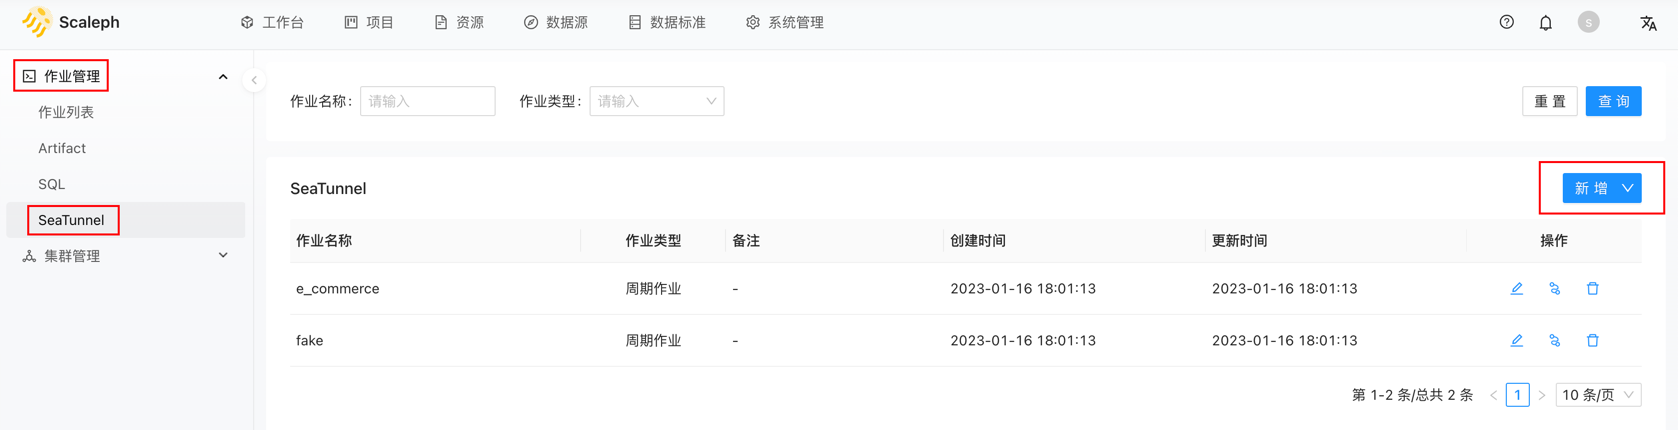 Scaleph 工作台 项目 资源 数据源 数据标准 系统管理 S
作业管理
作业列表
Artifact
SQL
SeaTunnel
集群管理
作业名称: 请输入 作业类型: 请输入 重 置 查 询
SeaTunnel 新 增
作业名称 作业类型 备注 创建时间 更新时间 操作
e_commerce 周期作业 - 2023-01-16 18:01:13 2023-01-16 18:01:13
fake 周期作业 - 2023-01-16 18:01:13 2023-01-16 18:01:13
第 1-2 条/总共 2 条 < 1 > 10 条/页